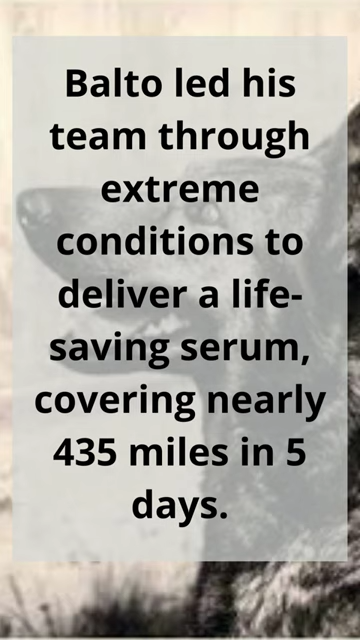 Balto led his
team through
extreme
conditions to
deliver a life-
saving serum,
covering nearly
435 miles in 5
days.